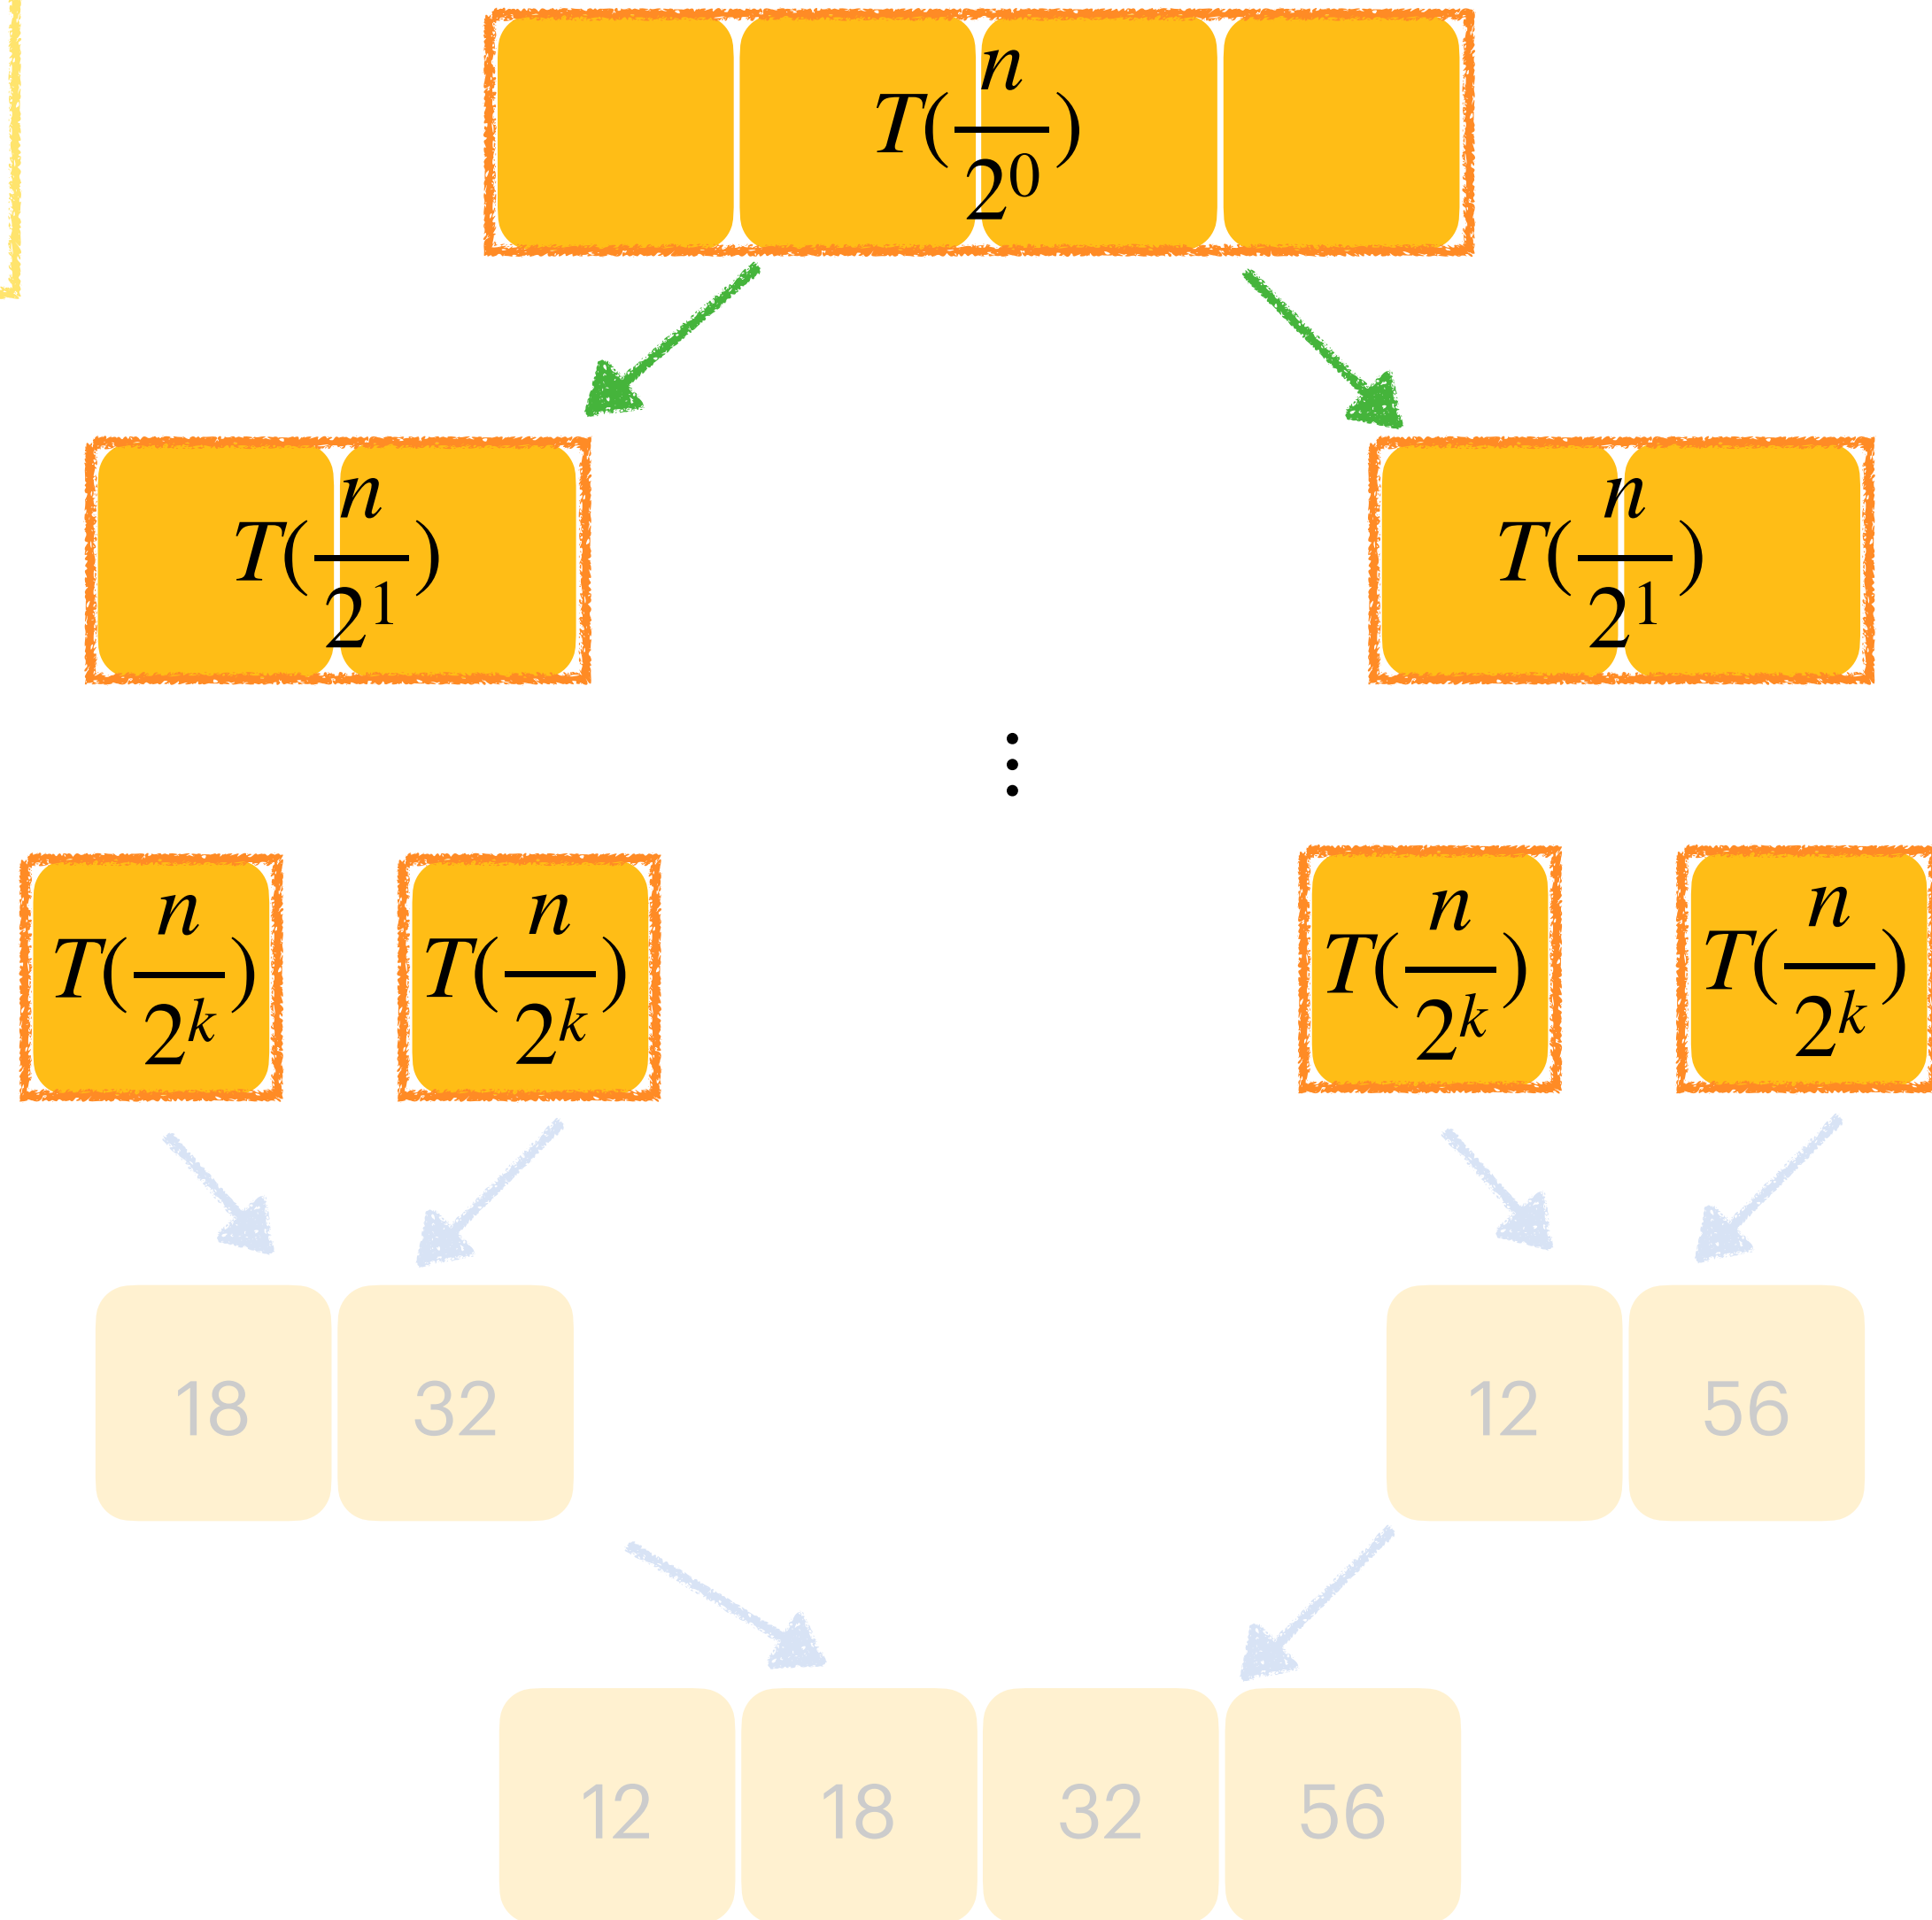 T(n/2^0)
T(n/2^1) T(n/2^1)
⋮
T(n/2^k) T(n/2^k) T(n/2^k) T(n/2^k)
18 32 12 56
12 18 32 56